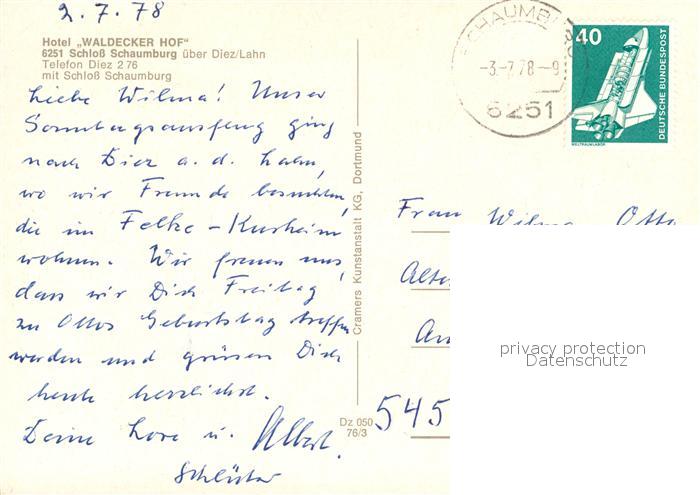 2.7.78
Hotel „WALDECKER HOF“
6251 Schloß Schaumburg über Diez/Lahn
Telefon Diez 2 76
mit Schloß Schaumburg
Liebe Wilma! Unser
Sonntagsausflug ging
nach Diez a. d. Lahn,
wo wir Freunde besuchten,
die im Felke-Kurheim
wohnen. Wir freuen uns,
dass wir Dich Freitag
zu Ottos Geburtstag treffen
werden und grüssen Dich
heute herzlichst.
Deine Lore u. Albert.
Schlüter
Cramers Kunstanstalt KG, Dortmund
Dz 050
76/3
SCHAUMBURG
-3.-7.78-9
6251
40
DEUTSCHE BUNDESPOST
WELTRAUMLABOR
Frau Wilma Otto
545
privacy protection
Datenschutz